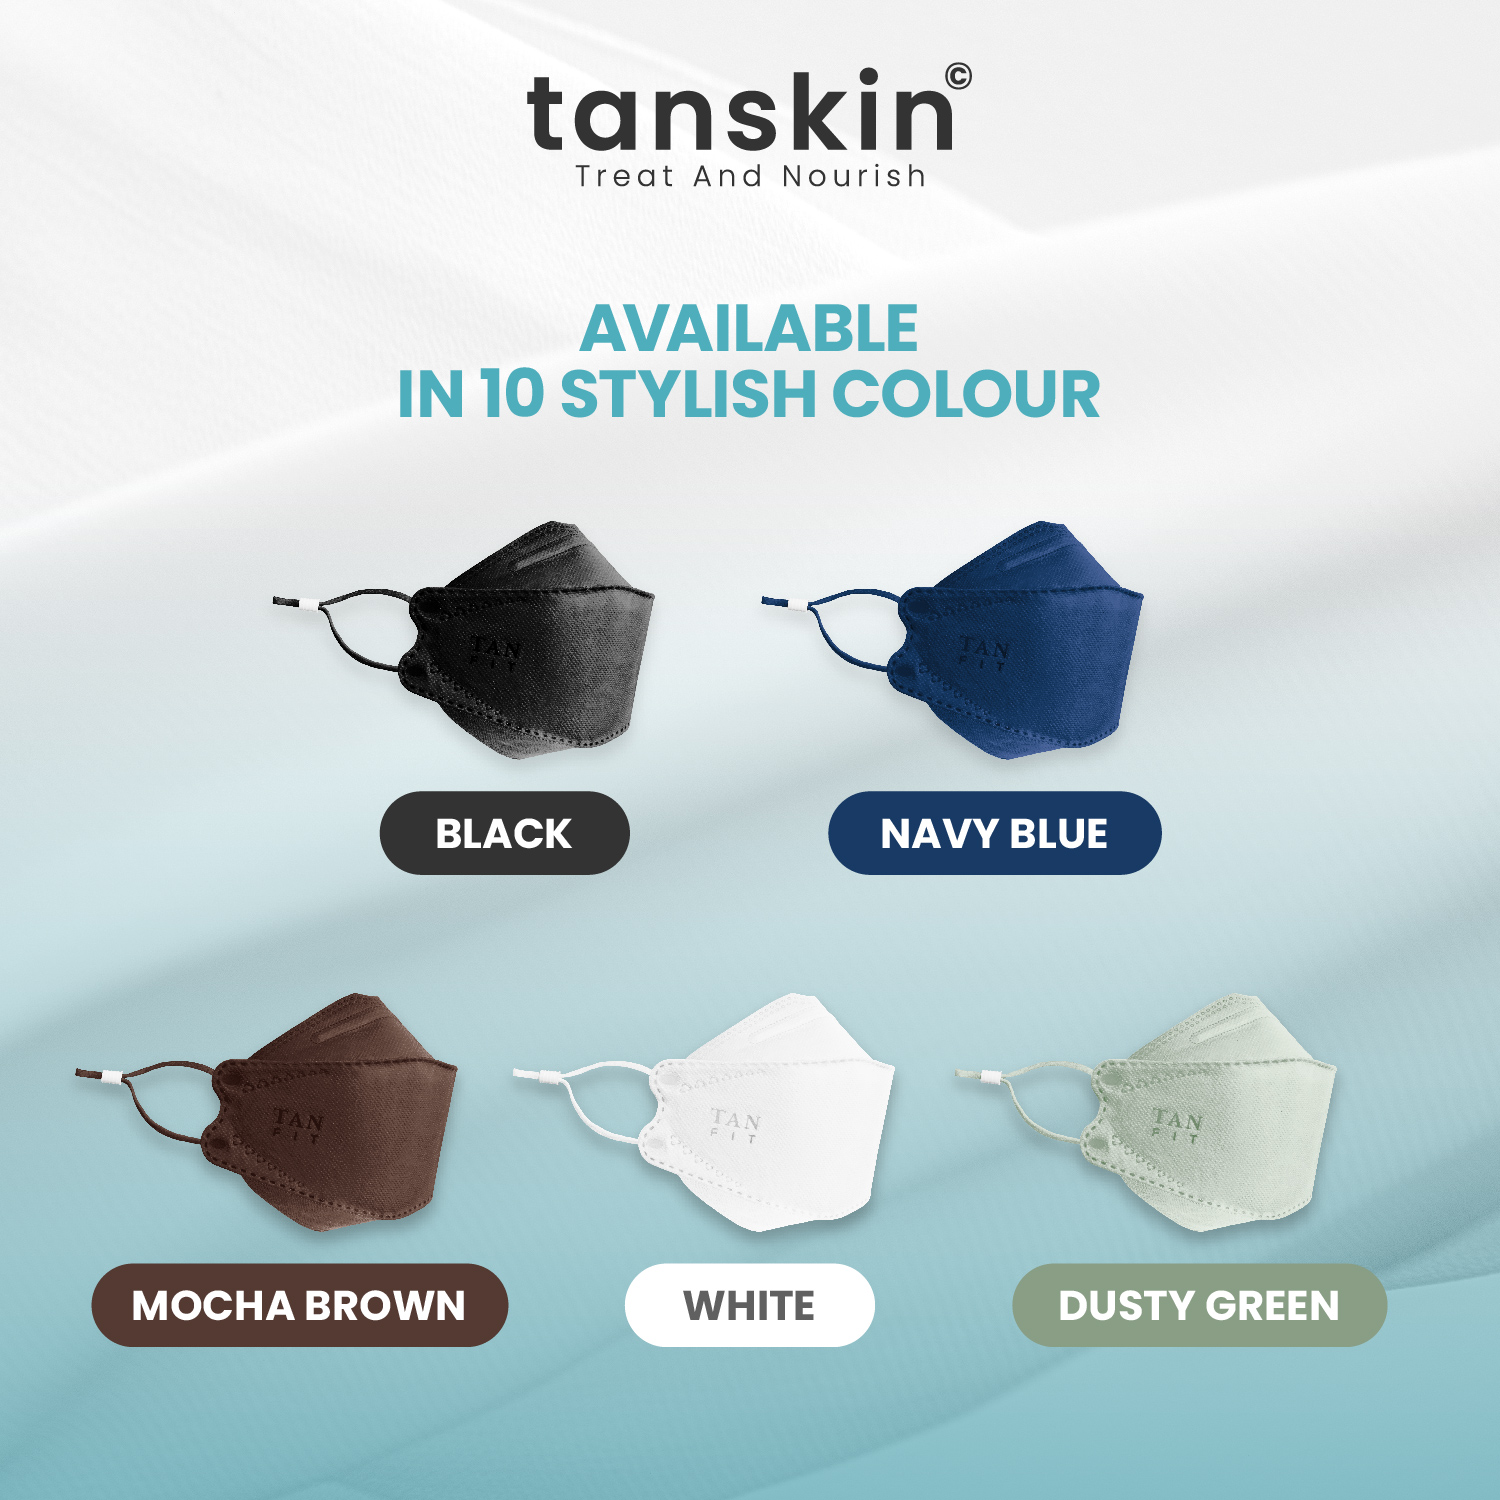 tanskin©
Treat And Nourish
AVAILABLE
IN 10 STYLISH COLOUR
TAN
FIT
TAN
FIT
BLACK
NAVY BLUE
TAN
FIT
TAN
FIT
TAN
FIT
MOCHA BROWN
WHITE
DUSTY GREEN